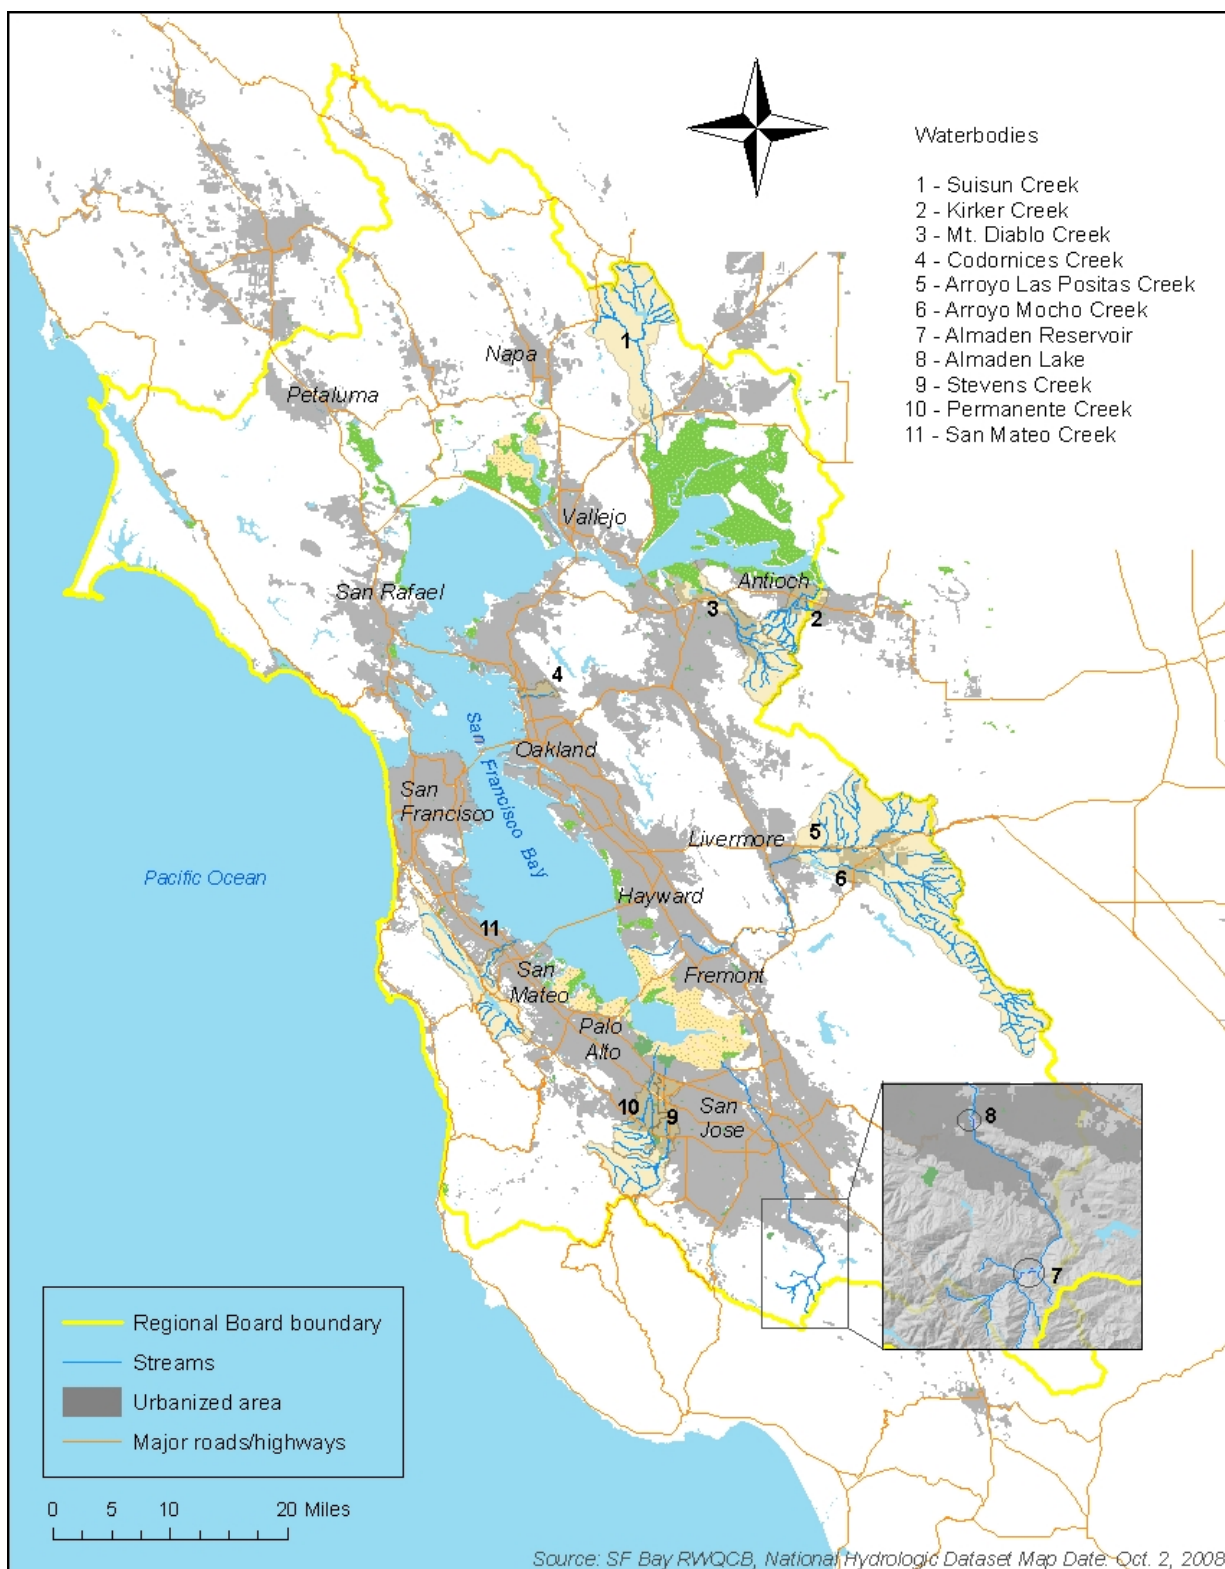 Waterbodies
1 - Suisun Creek
2 - Kirker Creek
3 - Mt. Diablo Creek
4 - Codornices Creek
5 - Arroyo Las Positas Creek
6 - Arroyo Mocho Creek
7 - Almaden Reservoir
8 - Almaden Lake
9 - Stevens Creek
10 - Permanente Creek
11 - San Mateo Creek
1
Napa
Petaluma
Vallejo
Antioch
San Rafael
3
2
4
San Francisco Bay
Oakland
San
Francisco
5
Livermore
Pacific Ocean
6
Hayward
11
San
Mateo
Fremont
Palo
Alto
10
9
San
Jose
8
7
Regional Board boundary
Streams
Urbanized area
Major roads/highways
0 5 10 20 Miles
Source: SF Bay RWQCB, National Hydrologic Dataset Map Date: Oct. 2, 2008